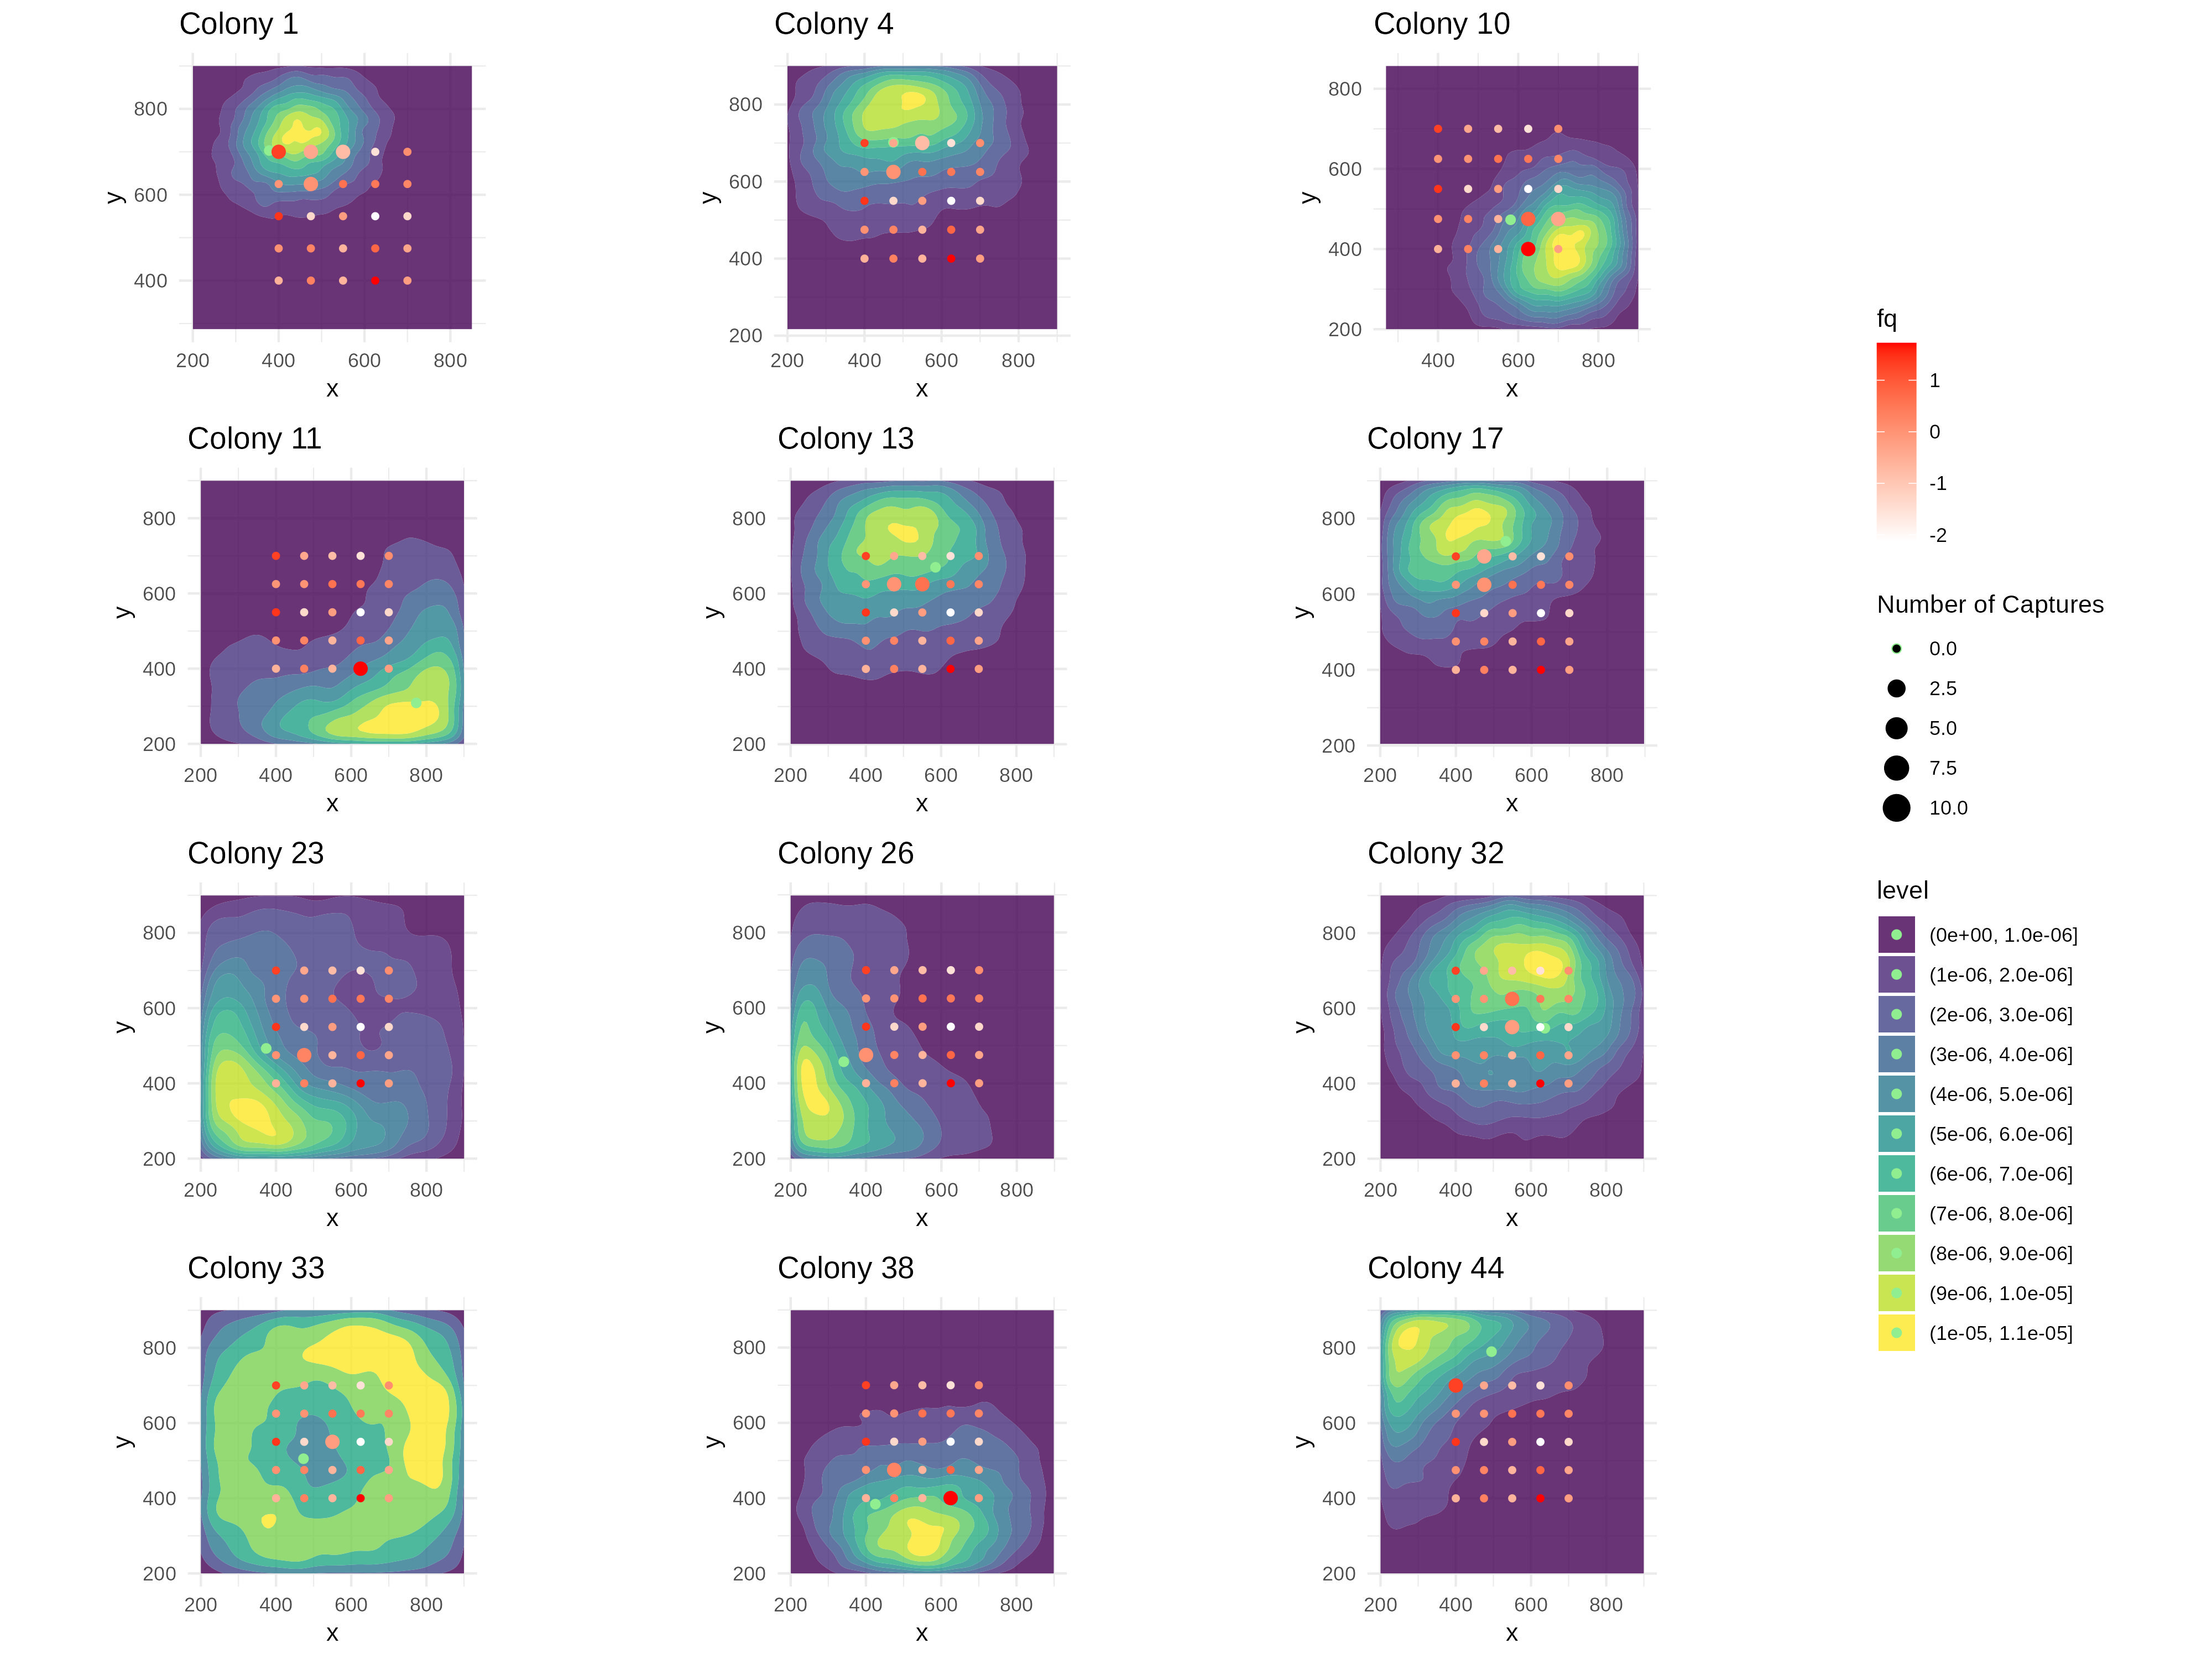 Colony 1
800
600
400
y
200 400 600 800
x
Colony 4
800
600
400
200
y
200 400 600 800
x
Colony 10
800
600
400
200
y
400 600 800
x
Colony 11
800
600
400
200
y
200 400 600 800
x
Colony 13
800
600
400
200
y
200 400 600 800
x
Colony 17
800
600
400
200
y
200 400 600 800
x
Colony 23
800
600
400
200
y
200 400 600 800
x
Colony 26
800
600
400
200
y
200 400 600 800
x
Colony 32
800
600
400
200
y
200 400 600 800
x
Colony 33
800
600
400
200
y
200 400 600 800
x
Colony 38
800
600
400
200
y
200 400 600 800
x
Colony 44
800
600
400
200
y
200 400 600 800
x
fq
1
0
-1
-2
Number of Captures
0.0
2.5
5.0
7.5
10.0
level
(0e+00, 1.0e-06]
(1e-06, 2.0e-06]
(2e-06, 3.0e-06]
(3e-06, 4.0e-06]
(4e-06, 5.0e-06]
(5e-06, 6.0e-06]
(6e-06, 7.0e-06]
(7e-06, 8.0e-06]
(8e-06, 9.0e-06]
(9e-06, 1.0e-05]
(1e-05, 1.1e-05]